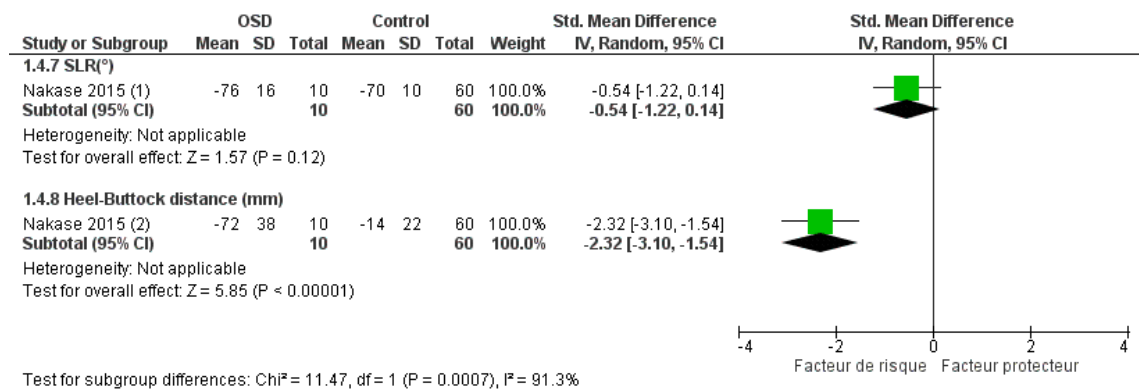 OSD Control Std. Mean Difference Std. Mean Difference
Study or Subgroup Mean SD Total Mean SD Total Weight IV, Random, 95% CI IV, Random, 95% CI
1.4.7 SLR(°)
Nakase 2015 (1) -76 16 10 -70 10 60 100.0% -0.54 [-1.22, 0.14]
Subtotal (95% CI) 10 60 100.0% -0.54 [-1.22, 0.14]
Heterogeneity: Not applicable
Test for overall effect: Z = 1.57 (P = 0.12)
1.4.8 Heel-Buttock distance (mm)
Nakase 2015 (2) -72 38 10 -14 22 60 100.0% -2.32 [-3.10, -1.54]
Subtotal (95% CI) 10 60 100.0% -2.32 [-3.10, -1.54]
Heterogeneity: Not applicable
Test for overall effect: Z = 5.85 (P < 0.00001)
-4 -2 0 2 4
Facteur de risque Facteur protecteur
Test for subgroup differences: Chi² = 11.47, df = 1 (P = 0.0007), I² = 91.3%